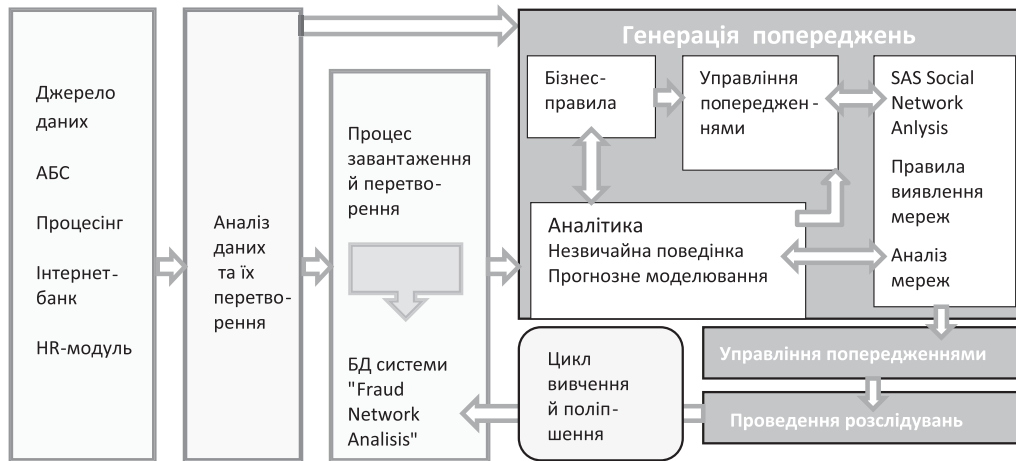 Джерело
даних
АБС
Процесінг
Інтернет-
банк
HR-модуль
Аналіз
даних
та їх
перетво-
рення
Процес
завантаження
й перетво-
рення
БД системи
"Fraud
Network
Analisis"
Генерація попереджень
Бізнес-
правила
Управління
попереджен-
нями
SAS Social
Network
Anlysis
Правила
виявлення
мереж
Аналіз
мереж
Аналітика
Незвичайна поведінка
Прогнозне моделювання
Управління попередженнями
Цикл
вивчення
й поліп-
шення
Проведення розслідувань